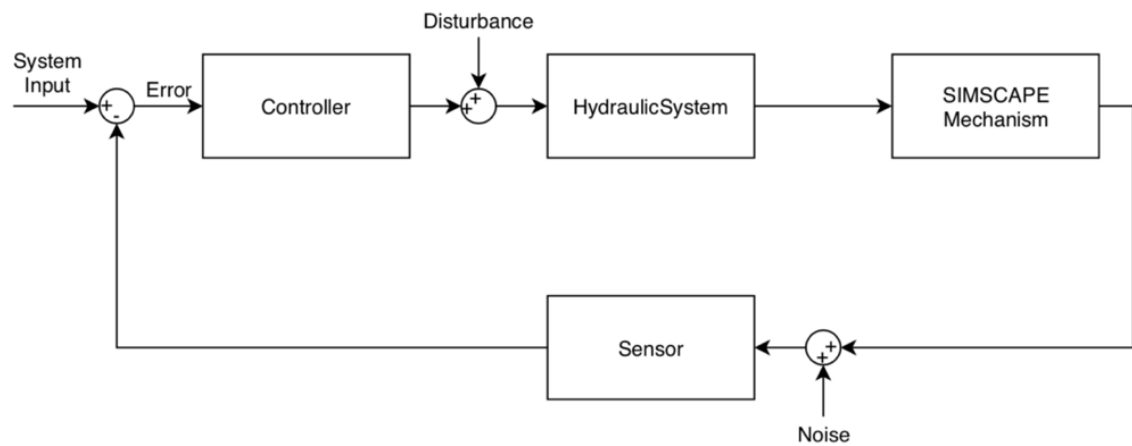 Disturbance
System
Input
Error
+
-
Controller
+
+
HydraulicSystem
SIMSCAPE
Mechanism
Sensor
+
+
Noise